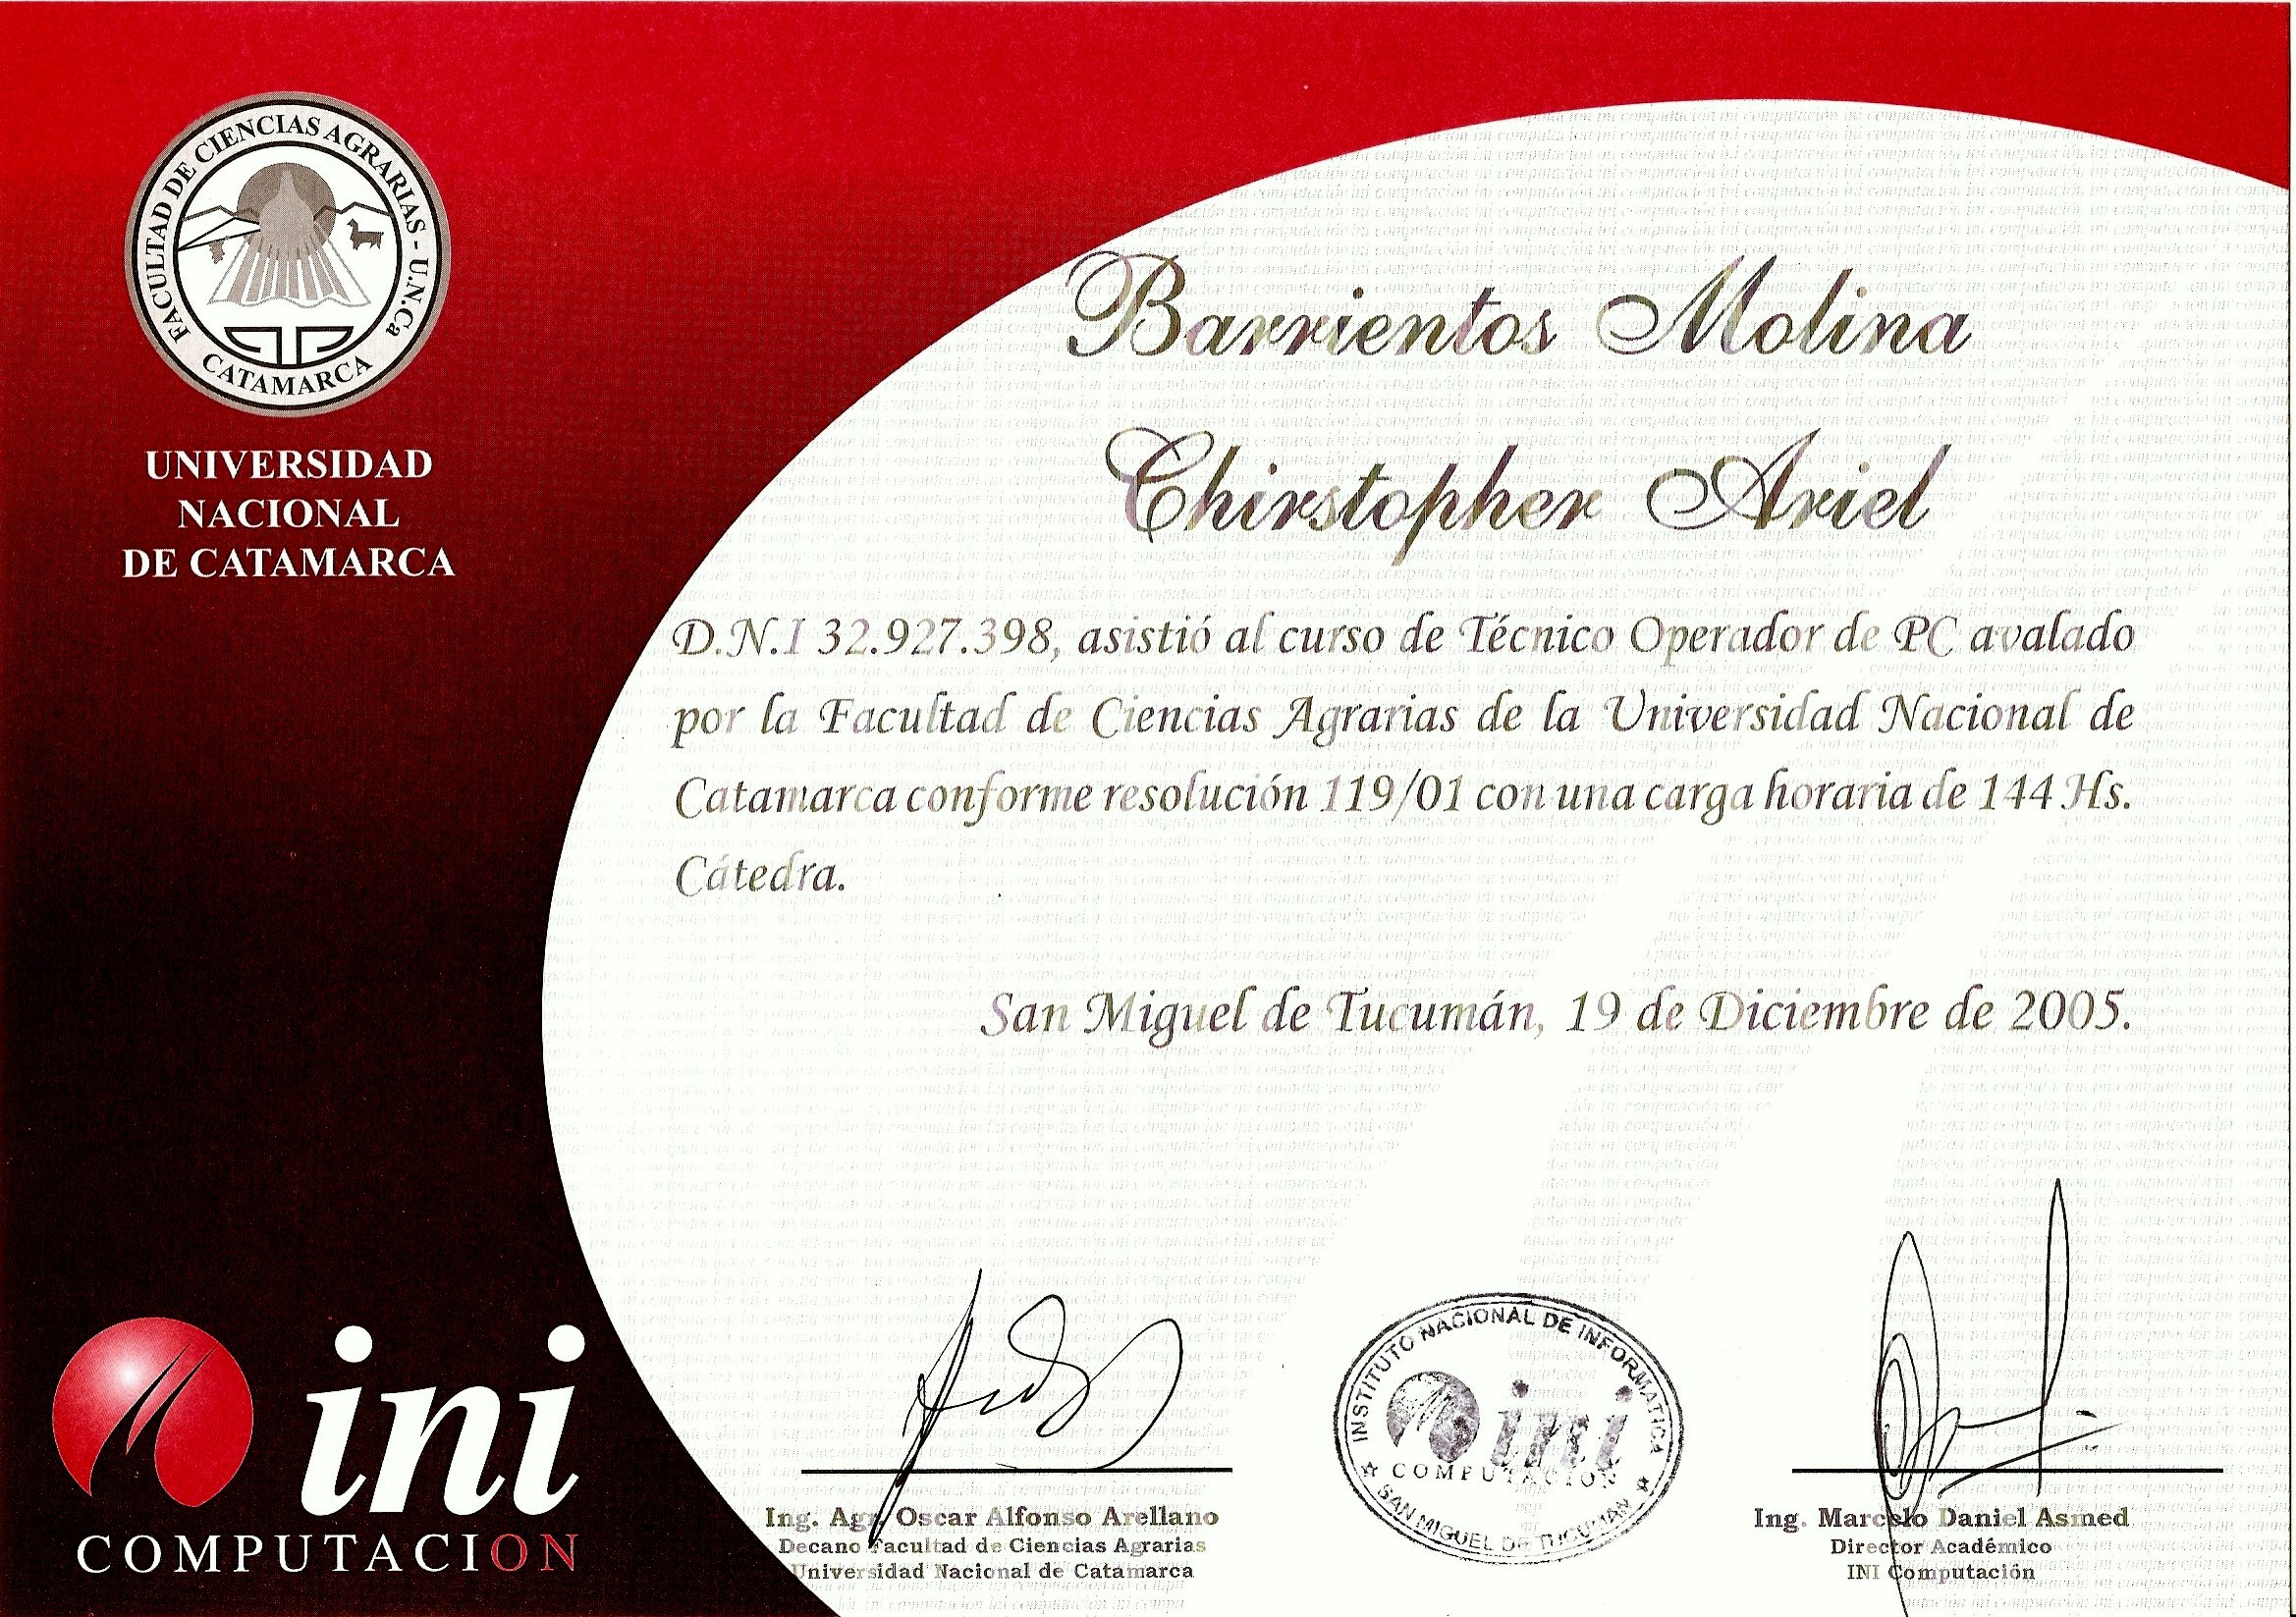 FACULTAD DE CIENCIAS AGRARIAS - U.N.Ca
CATAMARCA
UNIVERSIDAD
NACIONAL
DE CATAMARCA
Barrientos Molina
Chirstopher Ariel
D.N.I 32.927.398, asistió al curso de Técnico Operador de PC avalado
por la Facultad de Ciencias Agrarias de la Universidad Nacional de
Catamarca conforme resolución 119/01 con una carga horaria de 144 Hs.
Cátedra.
San Miguel de Tucumán, 19 de Diciembre de 2005.
ini
COMPUTACION
Ing. Agr. Oscar Alfonso Arellano
Decano Facultad de Ciencias Agrarias
Universidad Nacional de Catamarca
INSTITUTO NACIONAL DE INFORMATICA
ini
COMPUTACION
SAN MIGUEL DE TUCUMAN
Ing. Marcelo Daniel Asmed
Director Académico
INI Computación